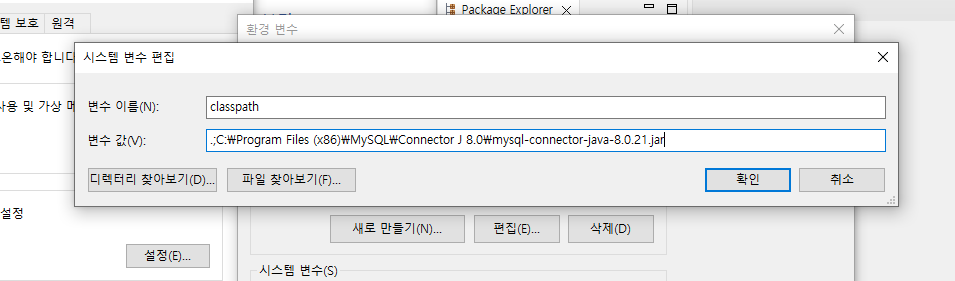 Package Explorer
템 보호 원격
환경 변수
온해야 합니다
시스템 변수 편집
사용 및 가상 메
변수 이름(N):
classpath
변수 값(V):
.;C:₩Program Files (x86)₩MySQL₩Connector J 8.0₩mysql-connector-java-8.0.21.jar
디렉터리 찾아보기(D)...
파일 찾아보기(F)...
확인
취소
설정
새로 만들기(N)...
편집(E)...
삭제(D)
설정(E)...
시스템 변수(S)